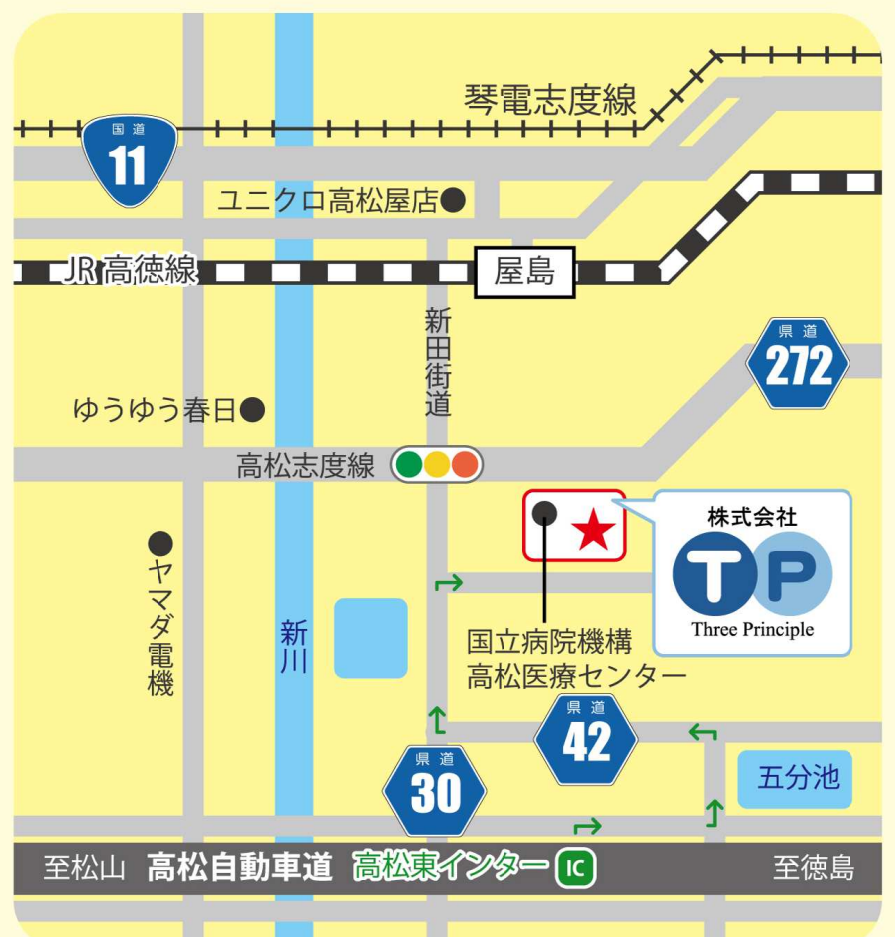 琴電志度線
国道
11
ユニクロ高松屋店
JR高徳線
屋島
新田街道
県道
272
ゆうゆう春日
高松志度線
株式会社
TP
Three Principle
ヤマダ電機
新川
国立病院機構
高松医療センター
県道
42
県道
30
五分池
至松山 高松自動車道 高松東インター IC 至徳島